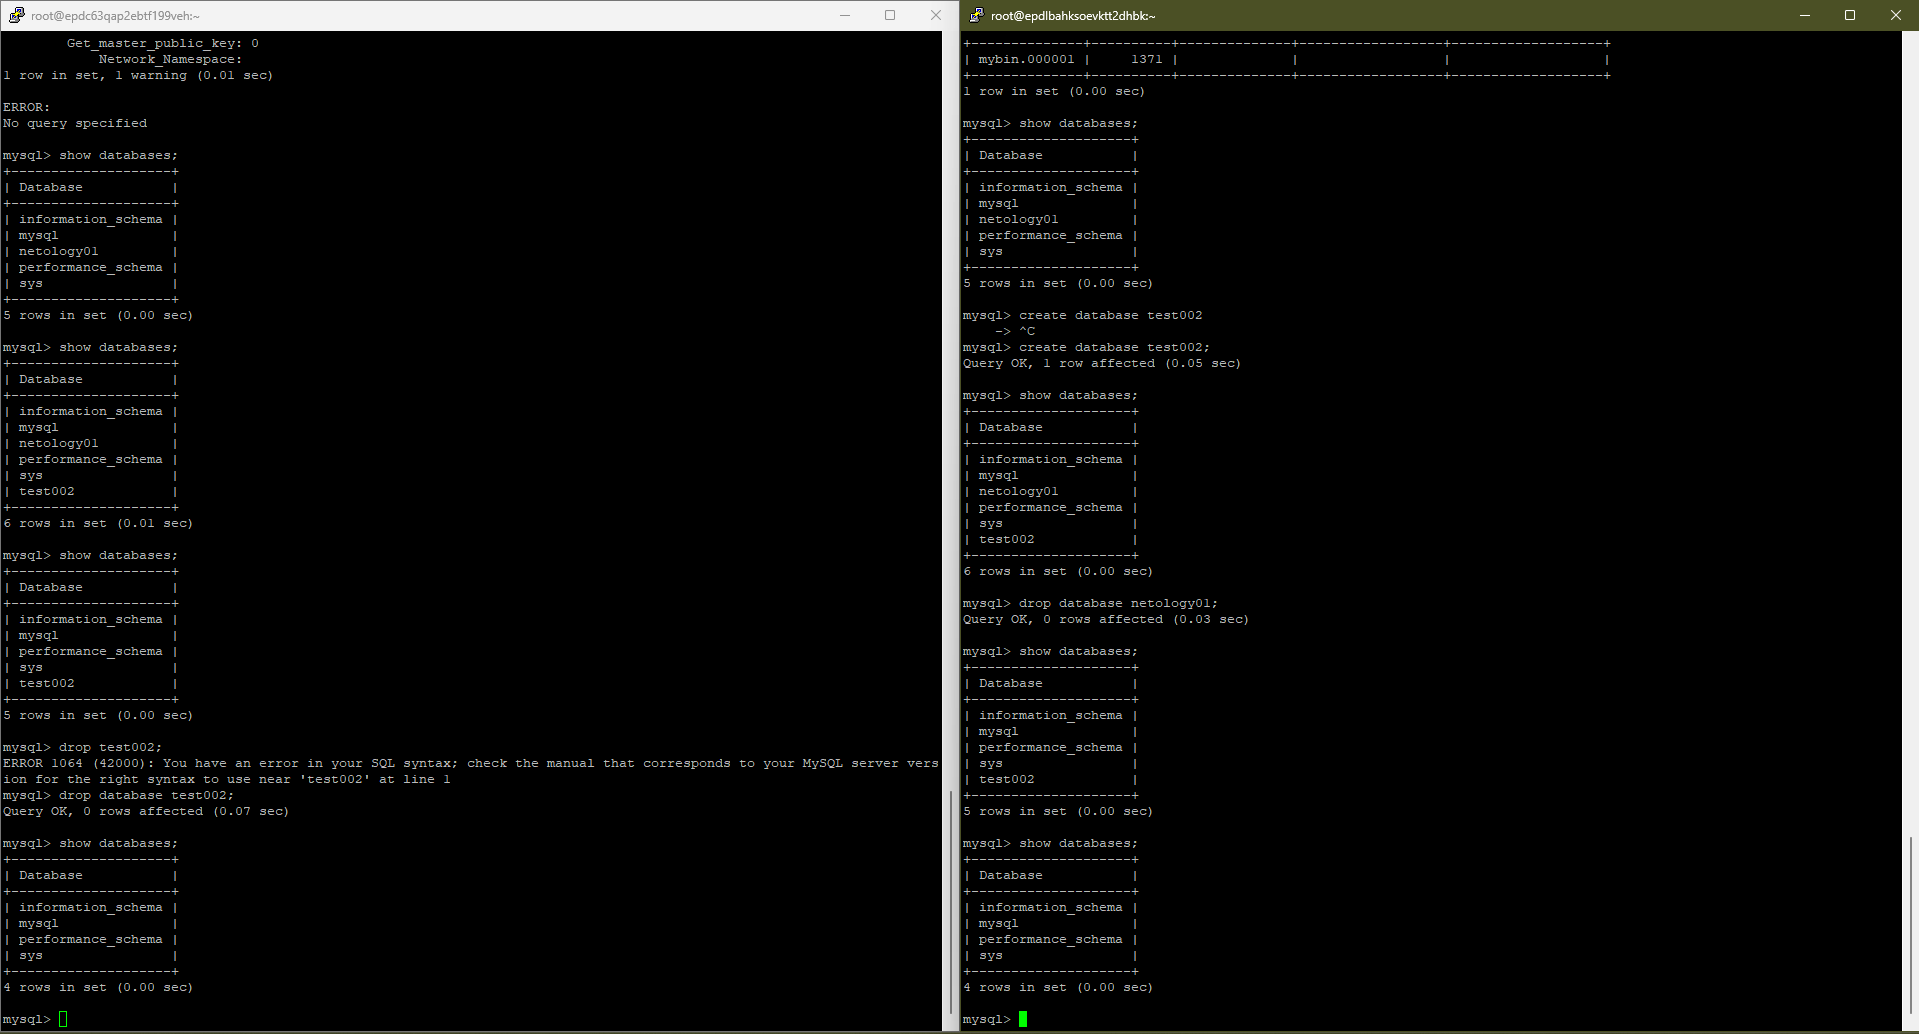 root@epdc63qap2ebtf199veh:~
        Get_master_public_key: 0
            Network_Namespace:
1 row in set, 1 warning (0.01 sec)
ERROR:
No query specified
mysql> show databases;
+--------------------+
| Database           |
+--------------------+
| information_schema |
| mysql              |
| netology01         |
| performance_schema |
| sys                |
+--------------------+
5 rows in set (0.00 sec)
mysql> show databases;
+--------------------+
| Database           |
+--------------------+
| information_schema |
| mysql              |
| netology01         |
| performance_schema |
| sys                |
| test002            |
+--------------------+
6 rows in set (0.01 sec)
mysql> show databases;
+--------------------+
| Database           |
+--------------------+
| information_schema |
| mysql              |
| performance_schema |
| sys                |
| test002            |
+--------------------+
5 rows in set (0.00 sec)
mysql> drop test002;
ERROR 1064 (42000): You have an error in your SQL syntax; check the manual that corresponds to your MySQL server vers
ion for the right syntax to use near 'test002' at line 1
mysql> drop database test002;
Query OK, 0 rows affected (0.07 sec)
mysql> show databases;
+--------------------+
| Database           |
+--------------------+
| information_schema |
| mysql              |
| performance_schema |
| sys                |
+--------------------+
4 rows in set (0.00 sec)
mysql>
root@epdlbahksoevktt2dhbk:~
+--------------+----------+--------------+------------------+-------------------+
| mybin.000001 |     1371 |              |                  |                   |
+--------------+----------+--------------+------------------+-------------------+
1 row in set (0.00 sec)
mysql> show databases;
+--------------------+
| Database           |
+--------------------+
| information_schema |
| mysql              |
| netology01         |
| performance_schema |
| sys                |
+--------------------+
5 rows in set (0.00 sec)
mysql> create database test002
    -> ^C
mysql> create database test002;
Query OK, 1 row affected (0.05 sec)
mysql> show databases;
+--------------------+
| Database           |
+--------------------+
| information_schema |
| mysql              |
| netology01         |
| performance_schema |
| sys                |
| test002            |
+--------------------+
6 rows in set (0.00 sec)
mysql> drop database netology01;
Query OK, 0 rows affected (0.03 sec)
mysql> show databases;
+--------------------+
| Database           |
+--------------------+
| information_schema |
| mysql              |
| performance_schema |
| sys                |
| test002            |
+--------------------+
5 rows in set (0.00 sec)
mysql> show databases;
+--------------------+
| Database           |
+--------------------+
| information_schema |
| mysql              |
| performance_schema |
| sys                |
+--------------------+
4 rows in set (0.00 sec)
mysql>